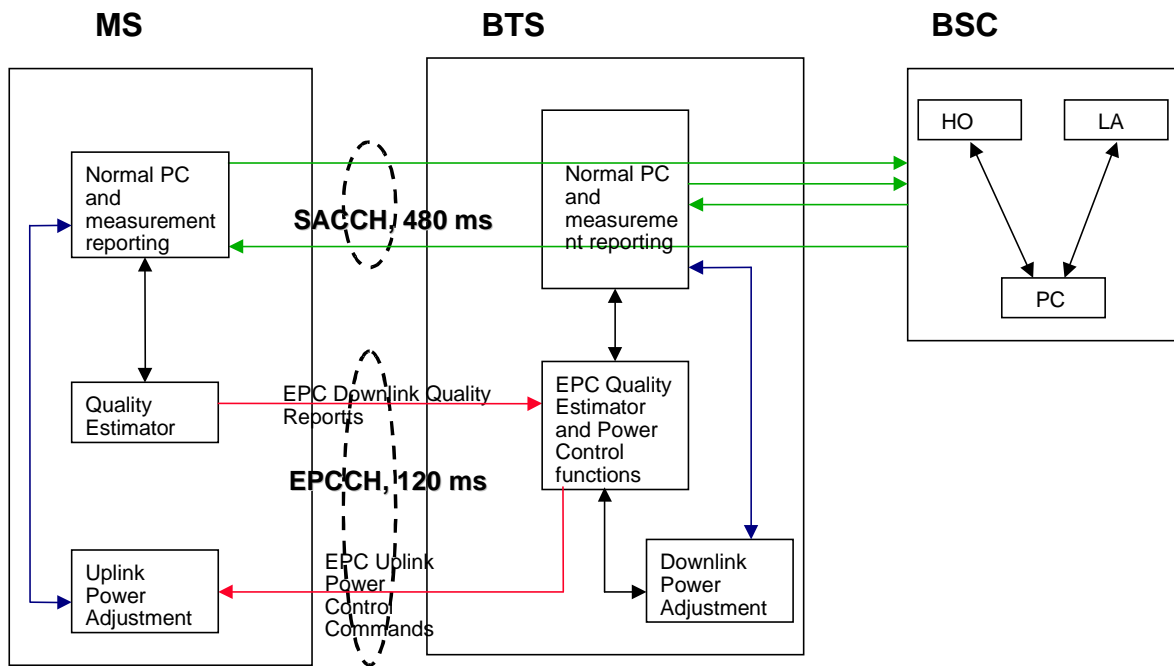 MS
BTS
BSC
HO
LA
PC
Normal PC
and
measurement
reporting
Normal PC
and
measureme
nt reporting
SACCH, 480 ms
Quality
Estimator
EPC Downlink Quality
Reportts
EPC Quality
Estimator
and Power
Control
functions
EPCCH, 120 ms
Uplink
Power
Adjustment
EPC Uplink
Power
Control
Commands
Downlink
Power
Adjustment